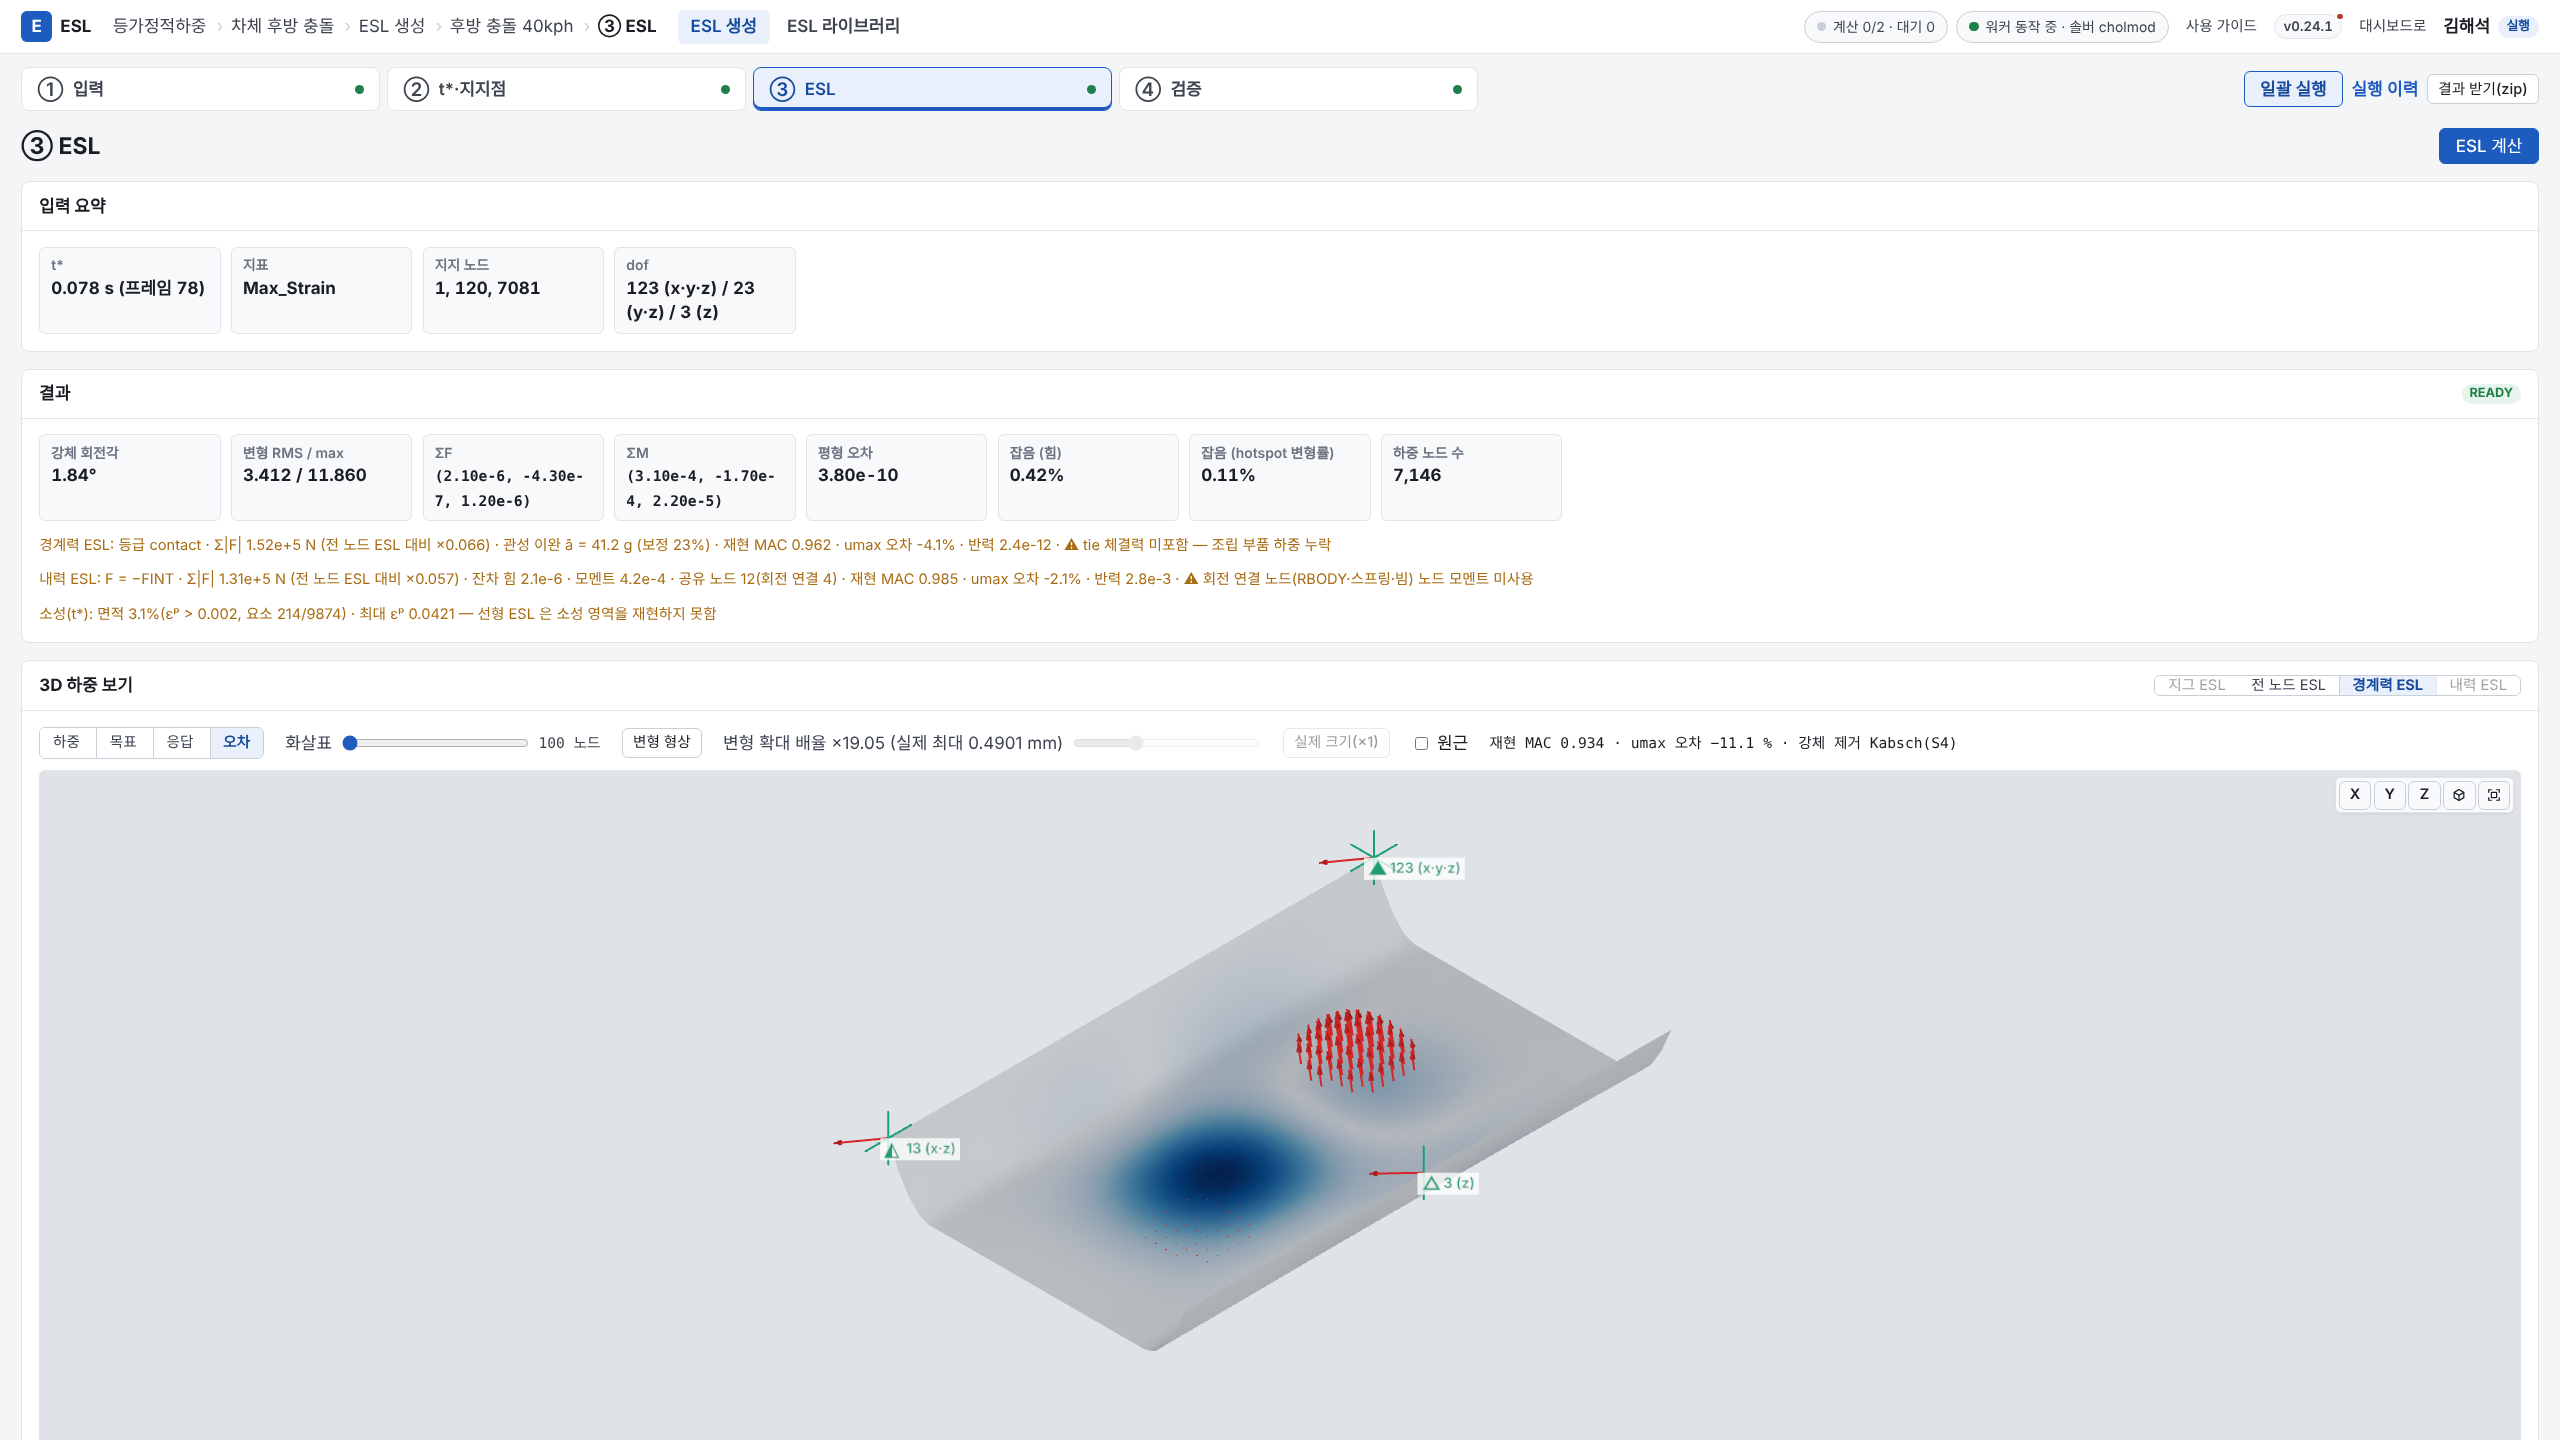 E ESL 등가정적하중 › 차체 후방 충돌 › ESL 생성 › 후방 충돌 40kph › ③ ESL ESL 생성 ESL 라이브러리 계산 0/2 · 대기 0 워커 동작 중 · 솔버 cholmod 사용 가이드 v0.24.1 대시보드로 김해석 실행
① 입력 ② t*·지지점 ③ ESL ④ 검증 일괄 실행 실행 이력 결과 받기(zip)
③ ESL ESL 계산
입력 요약
t* 지표 지지 노드 dof
0.078 s (프레임 78) Max_Strain 1, 120, 7081 123 (x·y·z) / 23
(y·z) / 3 (z)
결과 READY
강체 회전각 변형 RMS / max ΣF ΣM 평형 오차 잡음 (힘) 잡음 (hotspot 변형률) 하중 노드 수
1.84° 3.412 / 11.860 (2.10e-6, -4.30e- (3.10e-4, -1.70e- 3.80e-10 0.42% 0.11% 7,146
7, 1.20e-6) 4, 2.20e-5)
경계력 ESL: 등급 contact · Σ|F| 1.52e+5 N (전 노드 ESL 대비 ×0.066) · 관성 이완 ā = 41.2 g (보정 23%) · 재현 MAC 0.962 · umax 오차 -4.1% · 반력 2.4e-12 · ⚠ tie 체결력 미포함 — 조립 부품 하중 누락
내력 ESL: F = −FINT · Σ|F| 1.31e+5 N (전 노드 ESL 대비 ×0.057) · 잔차 힘 2.1e-6 · 모멘트 4.2e-4 · 공유 노드 12(회전 연결 4) · 재현 MAC 0.985 · umax 오차 -2.1% · 반력 2.8e-3 · ⚠ 회전 연결 노드(RBODY·스프링·빔) 노드 모멘트 미사용
소성(t*): 면적 3.1%(εᵖ > 0.002, 요소 214/9874) · 최대 εᵖ 0.0421 — 선형 ESL 은 소성 영역을 재현하지 못함
3D 하중 보기 지그 ESL 전 노드 ESL 경계력 ESL 내력 ESL
하중 목표 응답 오차 화살표 100 노드 변형 형상 변형 확대 배율 ×19.05 (실제 최대 0.4901 mm) 실제 크기(×1) 원근 재현 MAC 0.934 · umax 오차 −11.1 % · 강체 제거 Kabsch(S4)
X Y Z
123 (x·y·z)
13 (x·z)
3 (z)